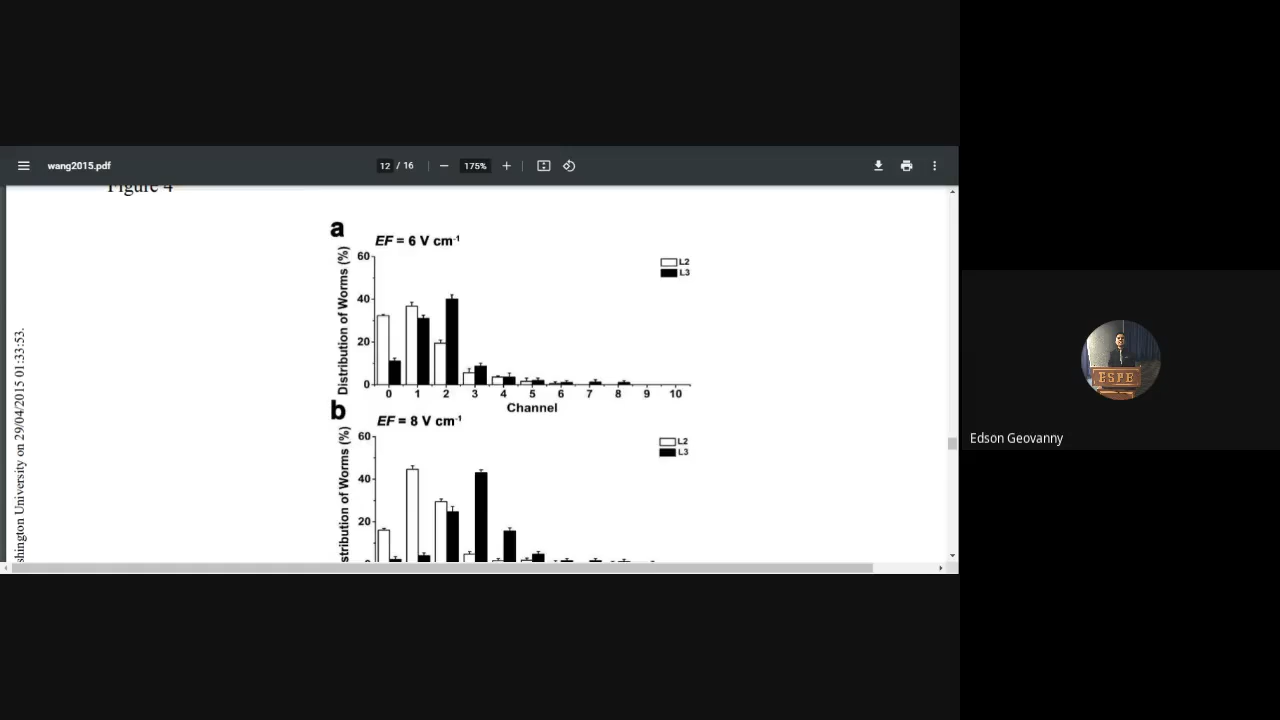 wang2015.pdf
12 / 16
175%
Figure 4
a
EF = 6 V cm-1
Distribution of Worms (%)
60
40
20
0
L2
L3
0 1 2 3 4 5 6 7 8 9 10
Channel
b
EF = 8 V cm-1
stribution of Worms (%)
60
40
20
0
L2
L3
shington University on 29/04/2015 01:33:53.
ESPE
Edson Geovanny